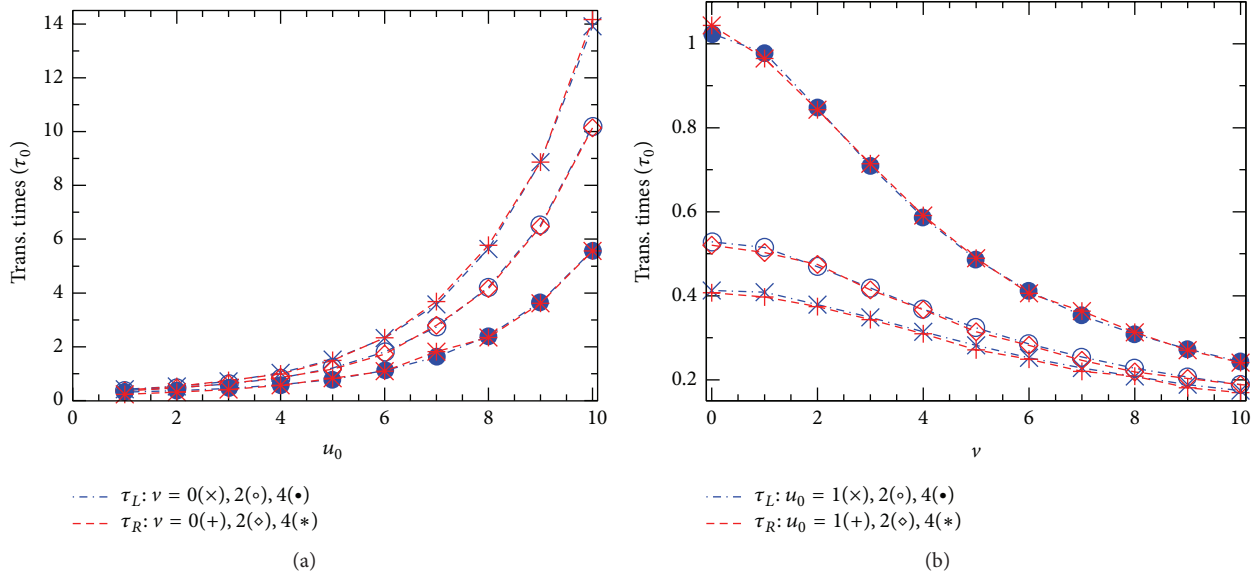 14
12
10
8
6
4
2
0
Trans. times (τ0)
0 2 4 6 8 10
u0
τL: ν = 0(×), 2(∘), 4(•)
τR: ν = 0(+), 2(⋄), 4(∗)
(a)
1
0.8
0.6
0.4
0.2
Trans. times (τ0)
0 2 4 6 8 10
ν
τL: u0 = 1(×), 2(∘), 4(•)
τR: u0 = 1(+), 2(⋄), 4(∗)
(b)